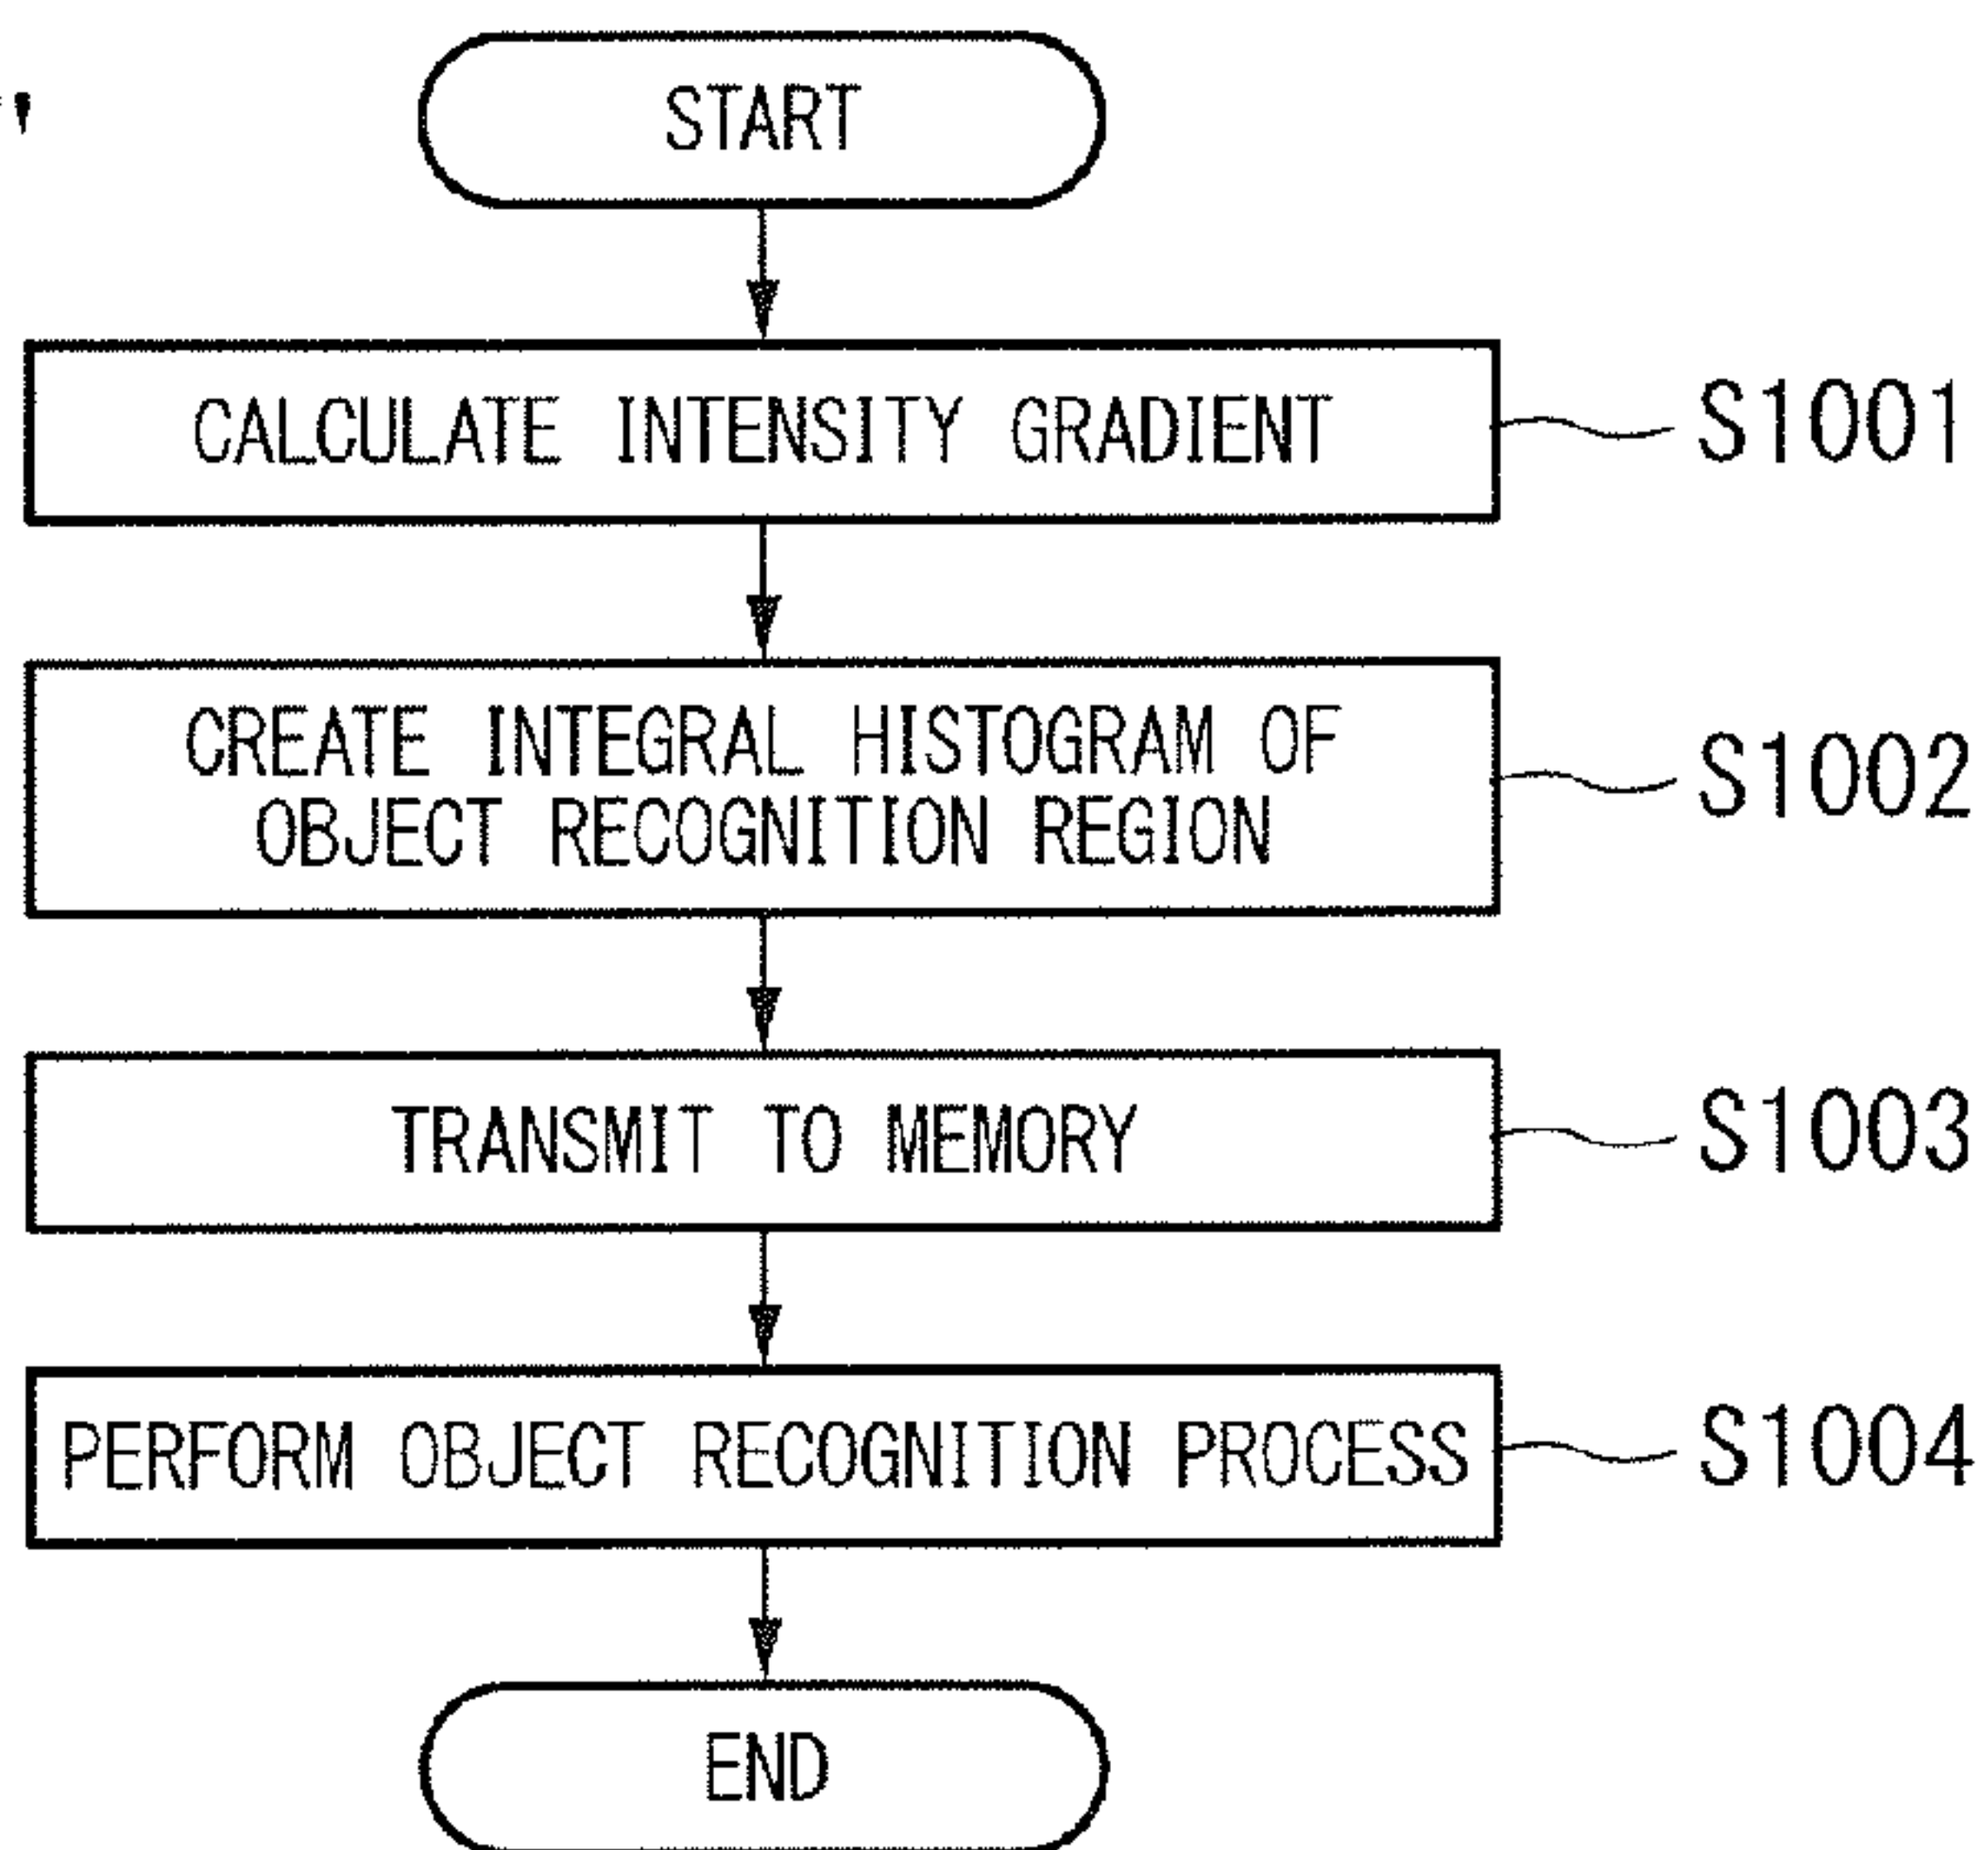 START
CALCULATE INTENSITY GRADIENT
S1001
CREATE INTEGRAL HISTOGRAM OF
OBJECT RECOGNITION REGION
S1002
TRANSMIT TO MEMORY
S1003
PERFORM OBJECT RECOGNITION PROCESS
S1004
END